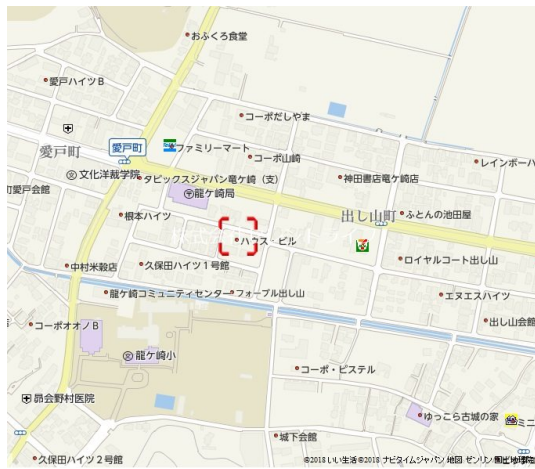 おふくろ食堂
愛戸ハイツB
コーポだしやま
愛戸町
愛戸町
ファミリーマート
コーポ山崎
レインボーハ
文化洋裁学院
タピックスジャパン竜ケ崎(支)
神田書店竜ケ崎店
町愛戸会館
龍ケ崎局
根本ハイツ
出し山町
ふとんの池田屋
ハウス・ビル
中村米穀店
久保田ハイツ1号館
ロイヤルコート出し山
龍ケ崎コミュニティセンター
フォーブル出し山
エヌエスハイツ
出し山会館
コーポオオノB
龍ケ崎小
コーポ・ピステル
昴会野村医院
ゆっこら古城の家
ミニ
城下会館
久保田ハイツ2号館
©2018 いい生活 ©2018 ナビタイムジャパン 地図 ゼンリン